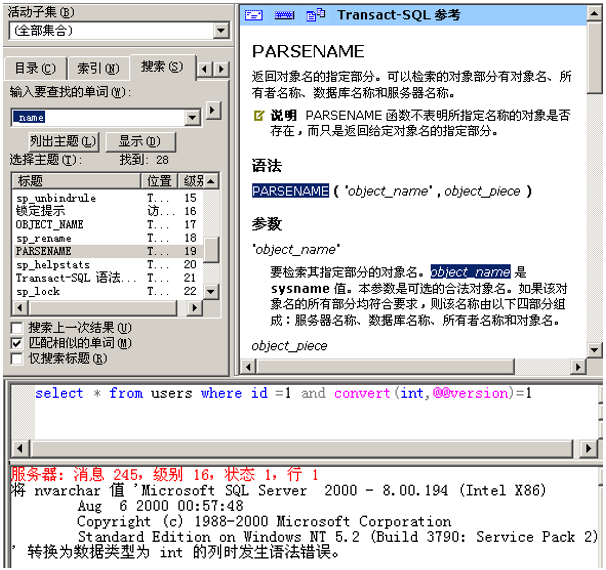 活动子集(B)
(全部集合)
目录(C) 索引(N) 搜索(S)
输入要查找的单词(W):
name
列出主题(L) 显示(D)
选择主题(T): 找到: 28
标题 位置 级别
sp_unbindrule T... 15
锁定提示 访... 16
OBJECT_NAME T... 17
sp_rename T... 18
PARSENAME T... 19
sp_helpstats T... 20
Transact-SQL 语法... T... 21
sp_lock T... 22
搜索上一次结果(U)
匹配相似的单词(M)
仅搜索标题(R)
Transact-SQL 参考
PARSENAME
返回对象名的指定部分。可以检索的对象部分有对象名、所
有者名称、数据库名称和服务器名称。
说明 PARSENAME 函数不表明所指定名称的对象是否
存在，而只是返回给定对象名的指定部分。
语法
PARSENAME ( 'object_name' , object_piece )
参数
'object_name'
要检索其指定部分的对象名。object_name 是
sysname 值。本参数是可选的合法对象名。如果该对
象名的所有部分均符合要求，则该名称由以下四部分组
成：服务器名称、数据库名称、所有者名称和对象名。
object_piece
select * from users where id =1 and convert(int,@@version)=1
服务器: 消息 245，级别 16，状态 1，行 1
将 nvarchar 值 'Microsoft SQL Server  2000 - 8.00.194 (Intel X86)
Aug  6 2000 00:57:48
Copyright (c) 1988-2000 Microsoft Corporation
Standard Edition on Windows NT 5.2 (Build 3790: Service Pack 2)
' 转换为数据类型为 int 的列时发生语法错误。